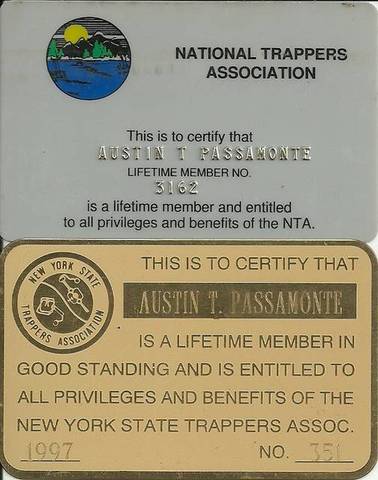 NATIONAL TRAPPERS
ASSOCIATION
This is to certify that
AUSTIN T PASSAMONTE
LIFETIME MEMBER NO.
3162
is a lifetime member and entitled
to all privileges and benefits of the NTA.
NEW YORK STATE
TRAPPERS ASSOCIATION
THIS IS TO CERTIFY THAT
AUSTIN T. PASSAMONTE
IS A LIFETIME MEMBER IN
GOOD STANDING AND IS ENTITLED TO
ALL PRIVILEGES AND BENEFITS OF THE
NEW YORK STATE TRAPPERS ASSOC.
1997 NO. 351